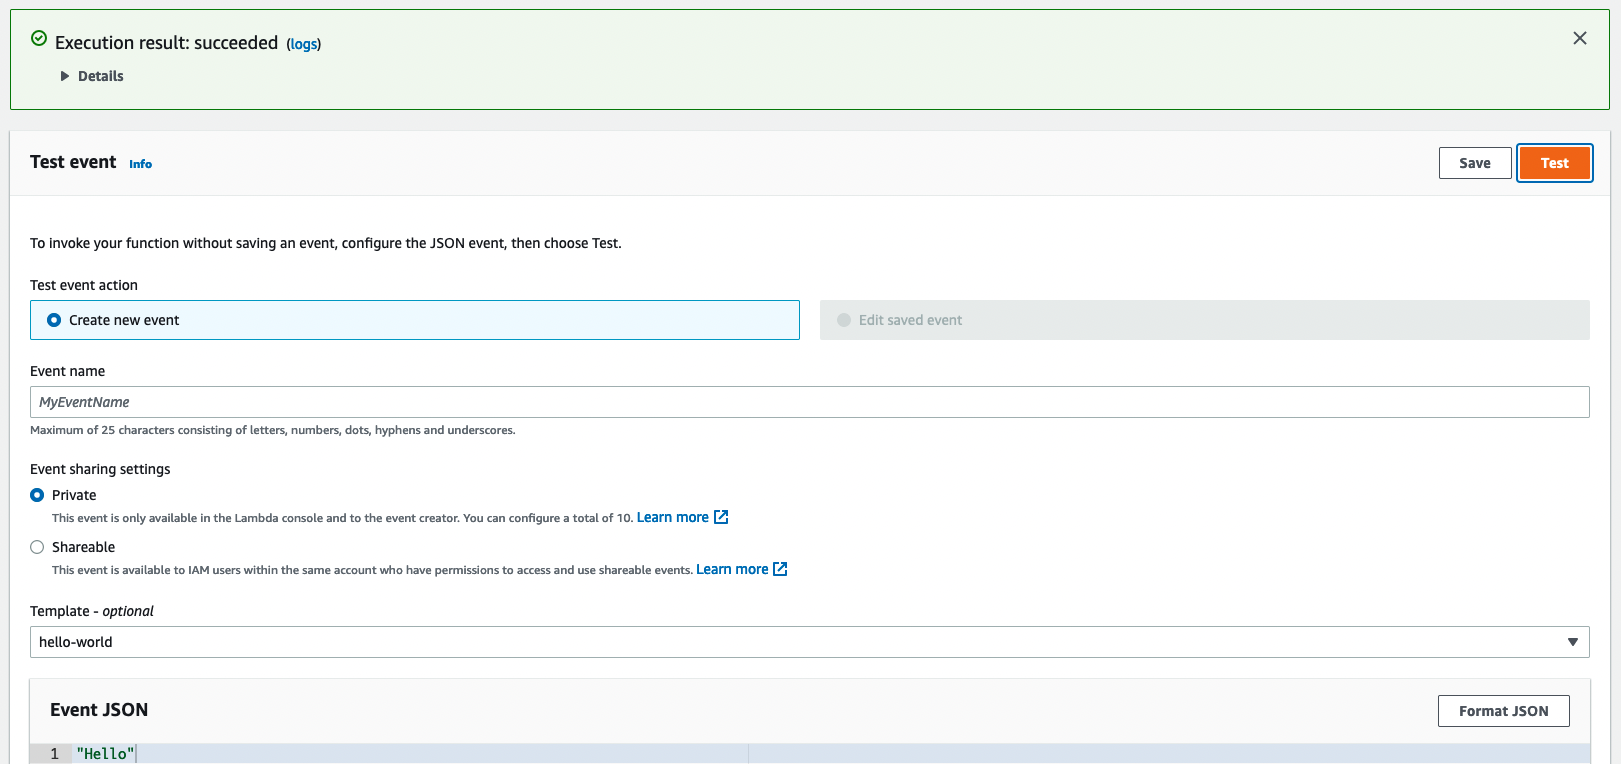 Execution result: succeeded (logs)
Details
Test event Info
Save
Test
To invoke your function without saving an event, configure the JSON event, then choose Test.
Test event action
Create new event
Edit saved event
Event name
MyEventName
Maximum of 25 characters consisting of letters, numbers, dots, hyphens and underscores.
Event sharing settings
Private
This event is only available in the Lambda console and to the event creator. You can configure a total of 10. Learn more
Shareable
This event is available to IAM users within the same account who have permissions to access and use shareable events. Learn more
Template - optional
hello-world
Event JSON
Format JSON
1 "Hello"